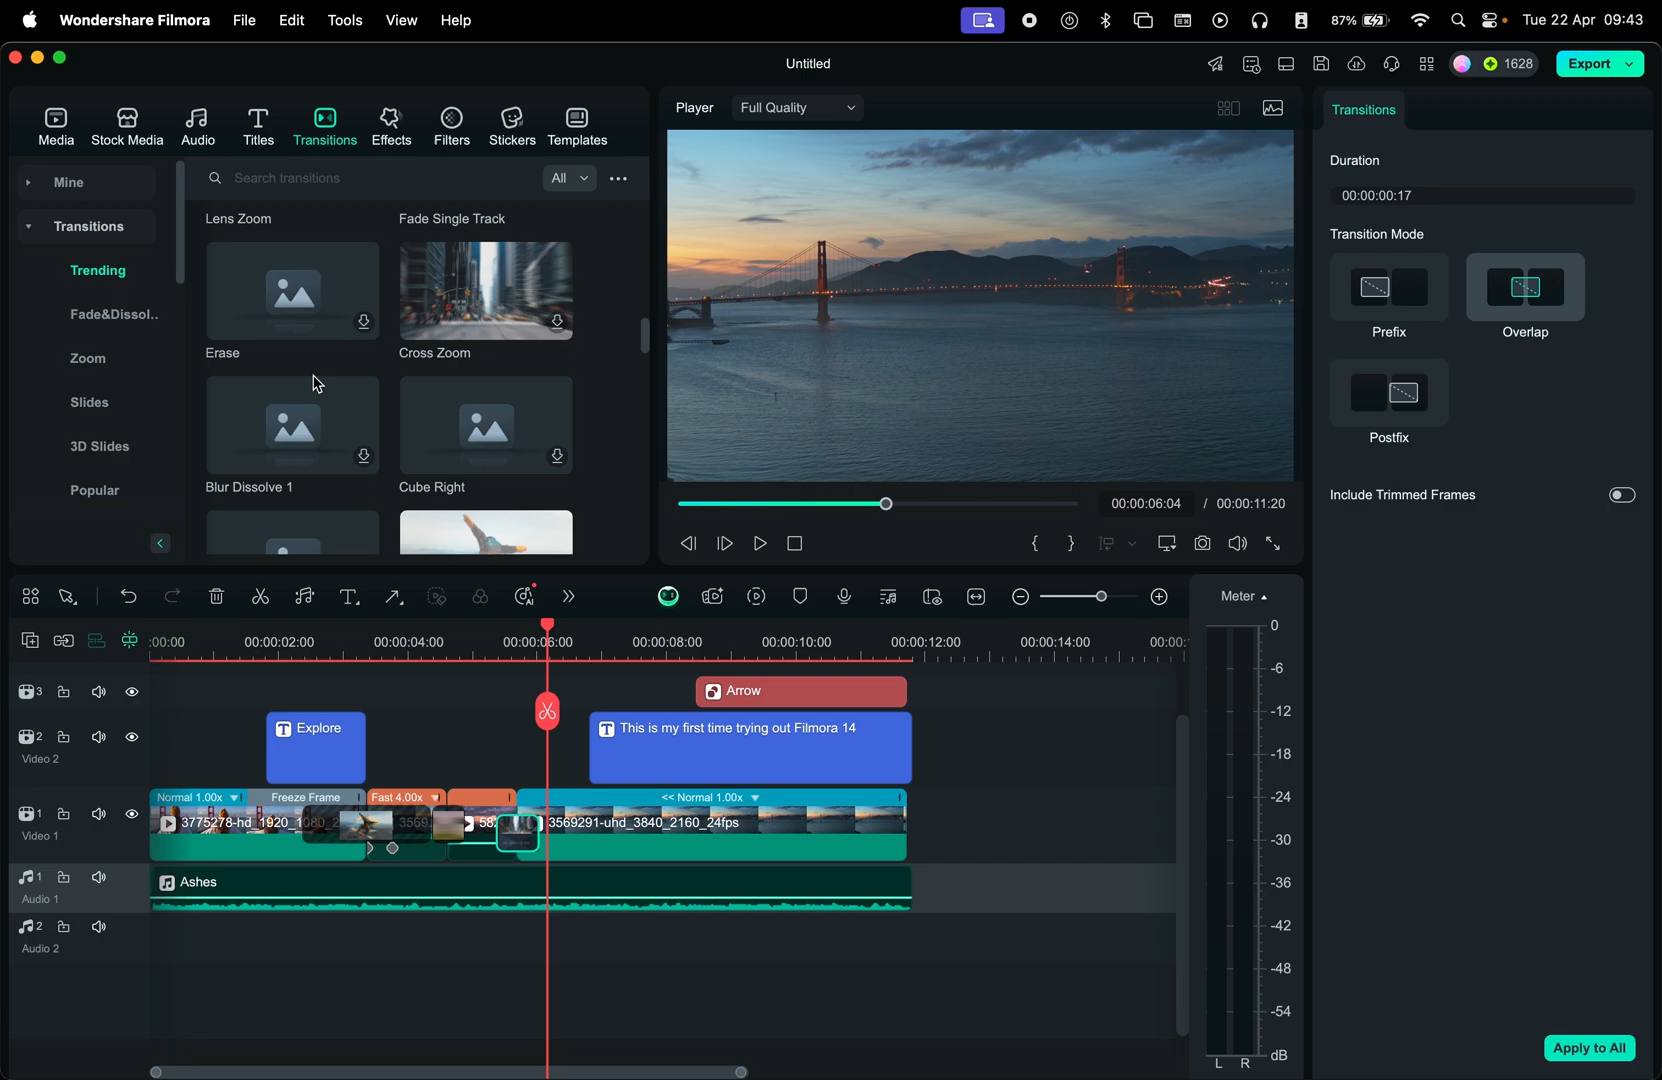 Wondershare Filmora File Edit Tools View Help 87% Tue 22 Apr 09:43
Untitled 1628 Export
Media Stock Media Audio Titles Transitions Effects Filters Stickers Templates
Mine
Transitions
Trending
Fade&Dissol..
Zoom
Slides
3D Slides
Popular
Search transitions All
Lens Zoom Fade Single Track
Erase Cross Zoom
Blur Dissolve 1 Cube Right
Player Full Quality
00:00:06:04 / 00:00:11:20
Transitions
Duration
00:00:00:17
Transition Mode
Prefix Overlap
Postfix
Include Trimmed Frames
Apply to All
AI
:00:00 00:00:02:00 00:00:04:00 00:00:06:00 00:00:08:00 00:00:10:00 00:00:12:00 00:00:14:00 00:00:
3 Arrow
2 Explore This is my first time trying out Filmora 14
Video 2
Normal 1.00x Freeze Frame Fast 4.00x << Normal 1.00x
1 3775278-hd_1920_1080_2 3569. 58 3569291-uhd_3840_2160_24fps
Video 1
1 Ashes
Audio 1
2
Audio 2
Meter
0
-6
-12
-18
-24
-30
-36
-42
-48
-54
dB
L R